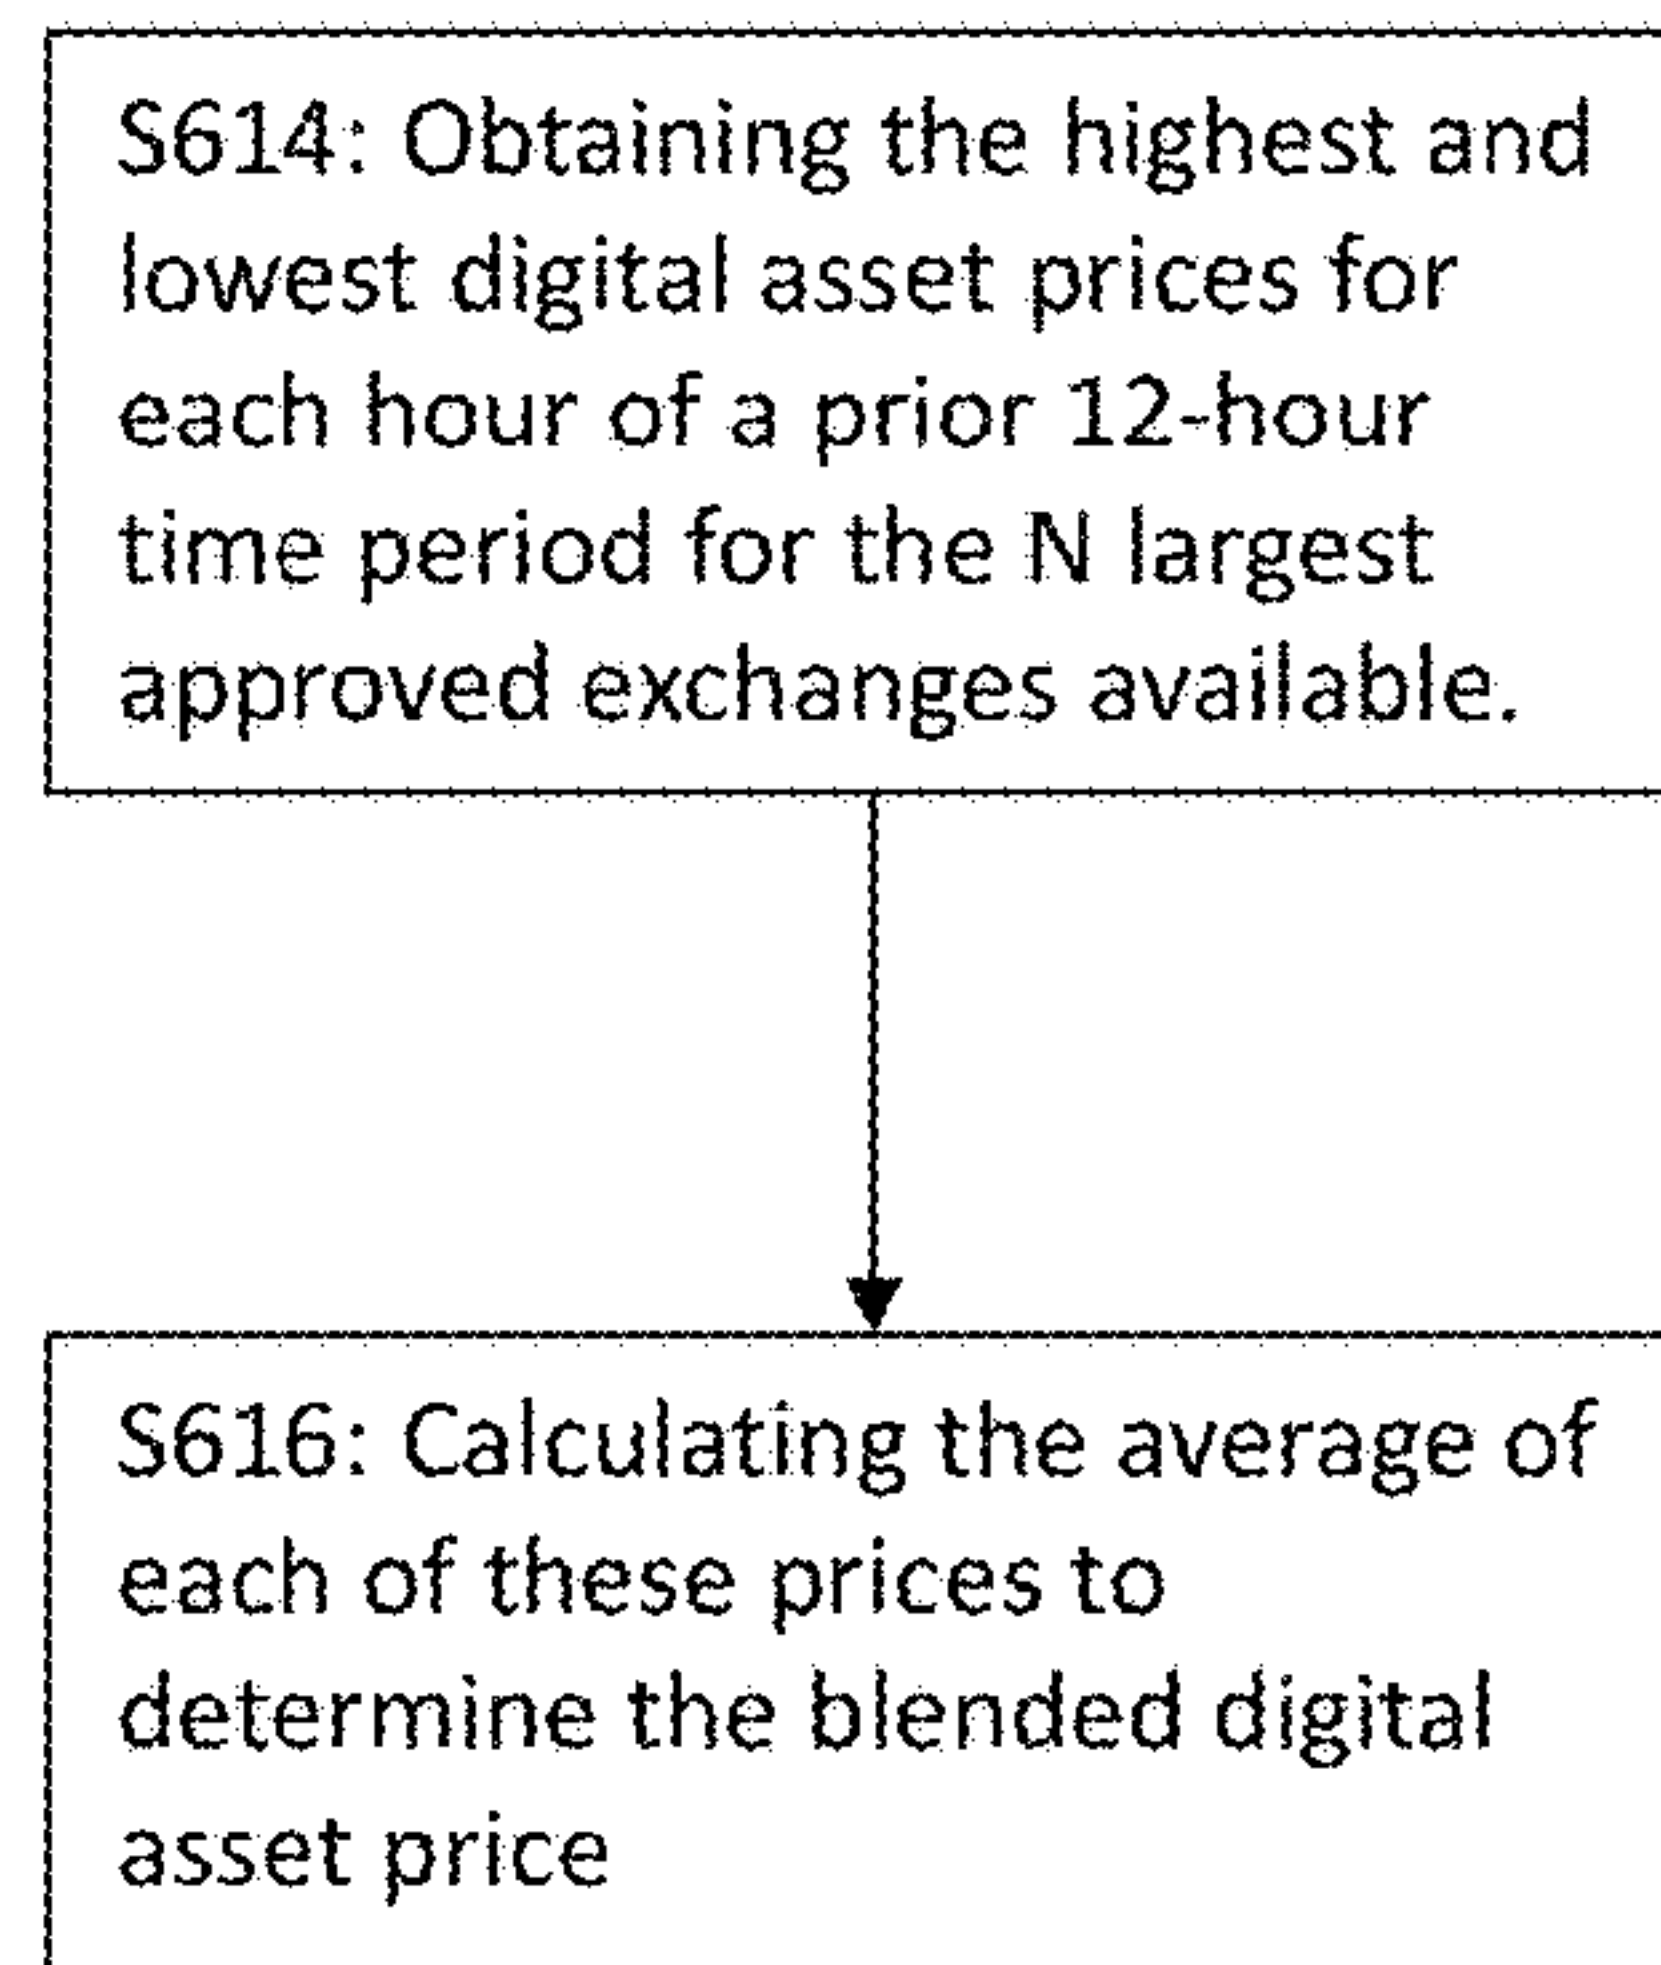 S614: Obtaining the highest and
lowest digital asset prices for
each hour of a prior 12-hour
time period for the N largest
approved exchanges available.
S616: Calculating the average of
each of these prices to
determine the blended digital
asset price